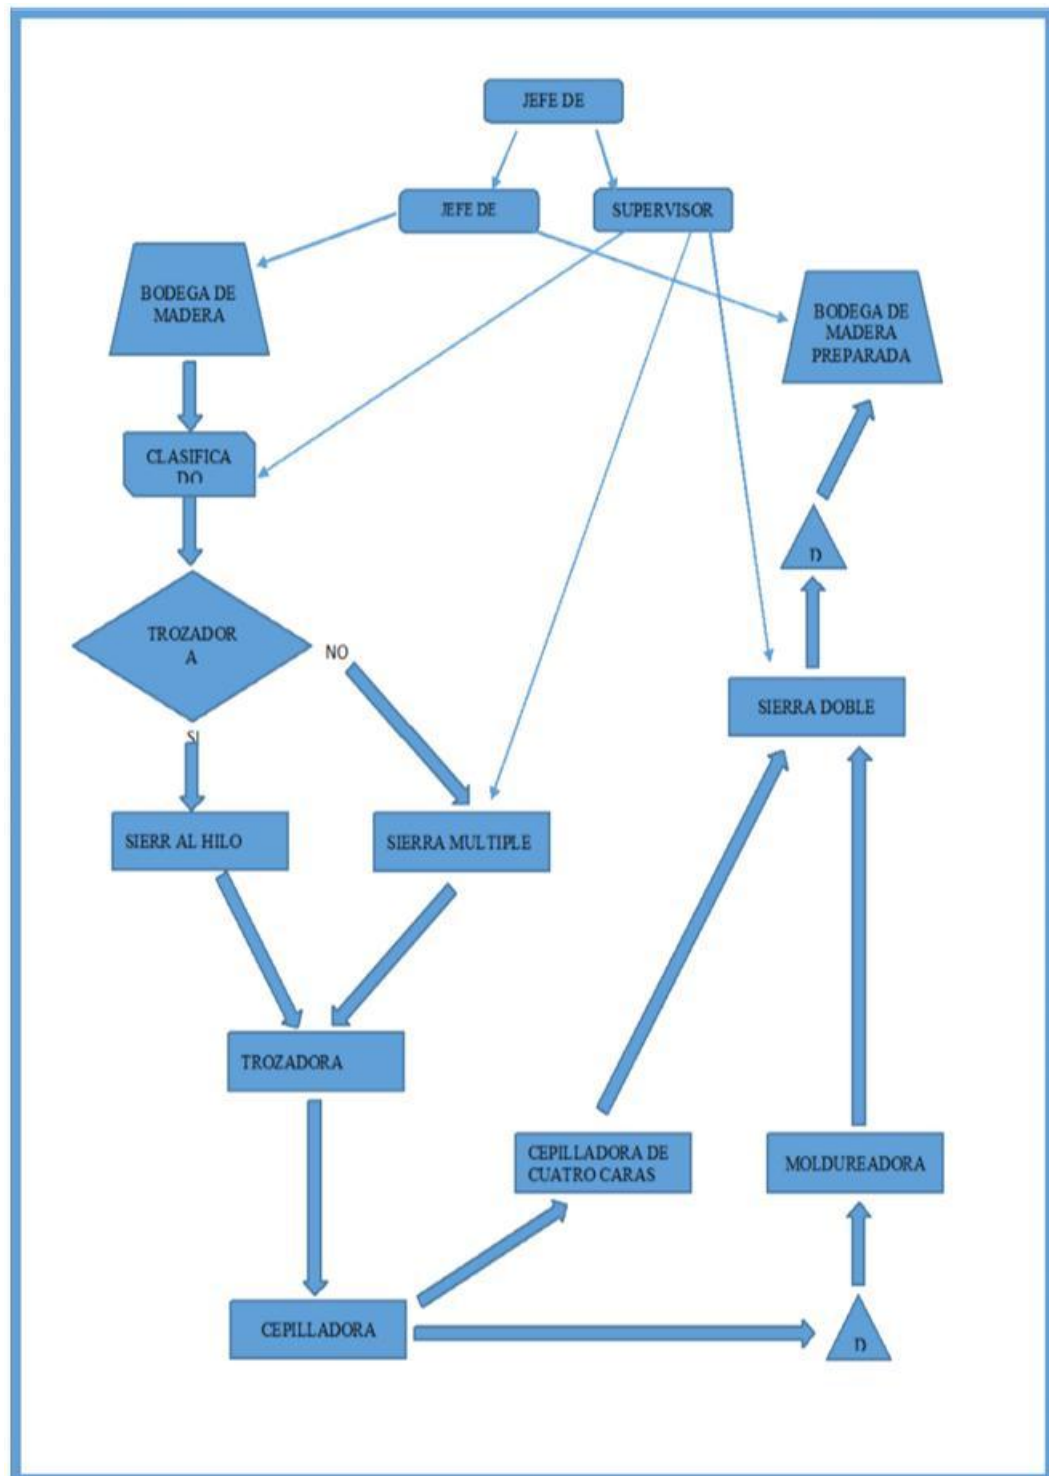 JEFE DE
JEFE DE
SUPERVISOR
BODEGA DE
MADERA
BODEGA DE
MADERA
PREPARADA
CLASIFICA
DO
D
TROZADOR
A
NO
SI
SIERRA DOBLE
SIERR AL HILO
SIERRA MULTIPLE
TROZADORA
CEPILLADORA DE
CUATRO CARAS
MOLDUREADORA
CEPILLADORA
D